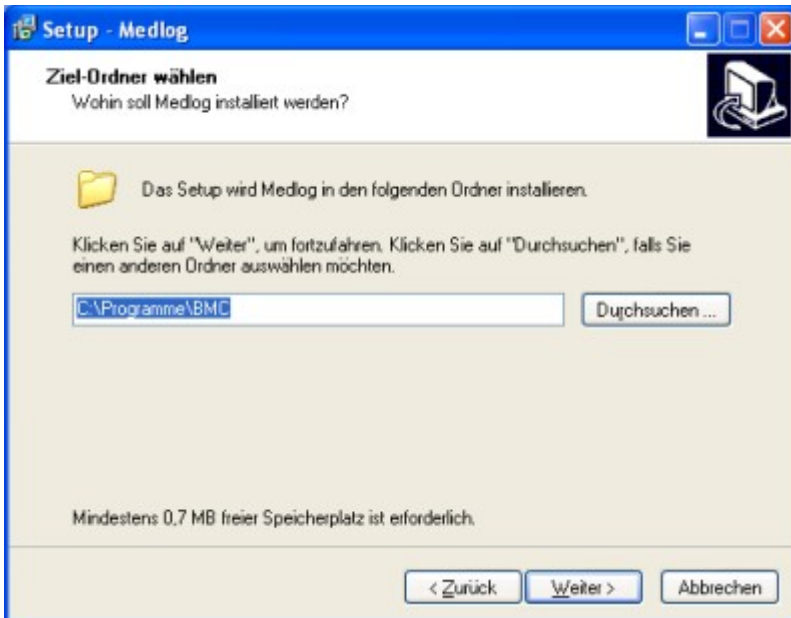 Setup - Medlog
Ziel-Ordner wählen
Wohin soll Medlog installiert werden?
Das Setup wird Medlog in den folgenden Ordner installieren.
Klicken Sie auf "Weiter", um fortzufahren. Klicken Sie auf "Durchsuchen", falls Sie
einen anderen Ordner auswählen möchten.
C:\Programme\BMC
Durchsuchen ...
Mindestens 0,7 MB freier Speicherplatz ist erforderlich.
< Zurück
Weiter >
Abbrechen